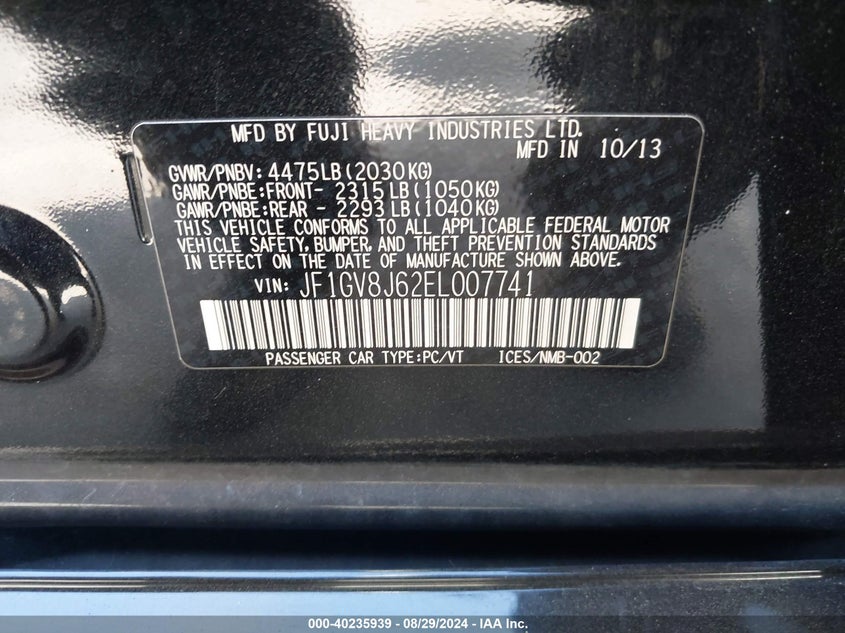 MFD BY FUJI HEAVY INDUSTRIES LTD.
MFD IN 10/13
GVWR/PNBV: 4475LB(2030KG)
GAWR/PNBE:FRONT- 2315LB(1050KG)
GAWR/PNBE:REAR - 2293LB(1040KG)
THIS VEHICLE CONFORMS TO ALL APPLICABLE FEDERAL MOTOR
VEHICLE SAFETY, BUMPER, AND THEFT PREVENTION STANDARDS
IN EFFECT ON THE DATE OF MANUFACTURE SHOWN ABOVE.
VIN: JF1GV8J62EL007741
PASSENGER CAR TYPE:PC/VT ICES/NMB-002
000-40235939 - 08/29/2024 - IAA Inc.